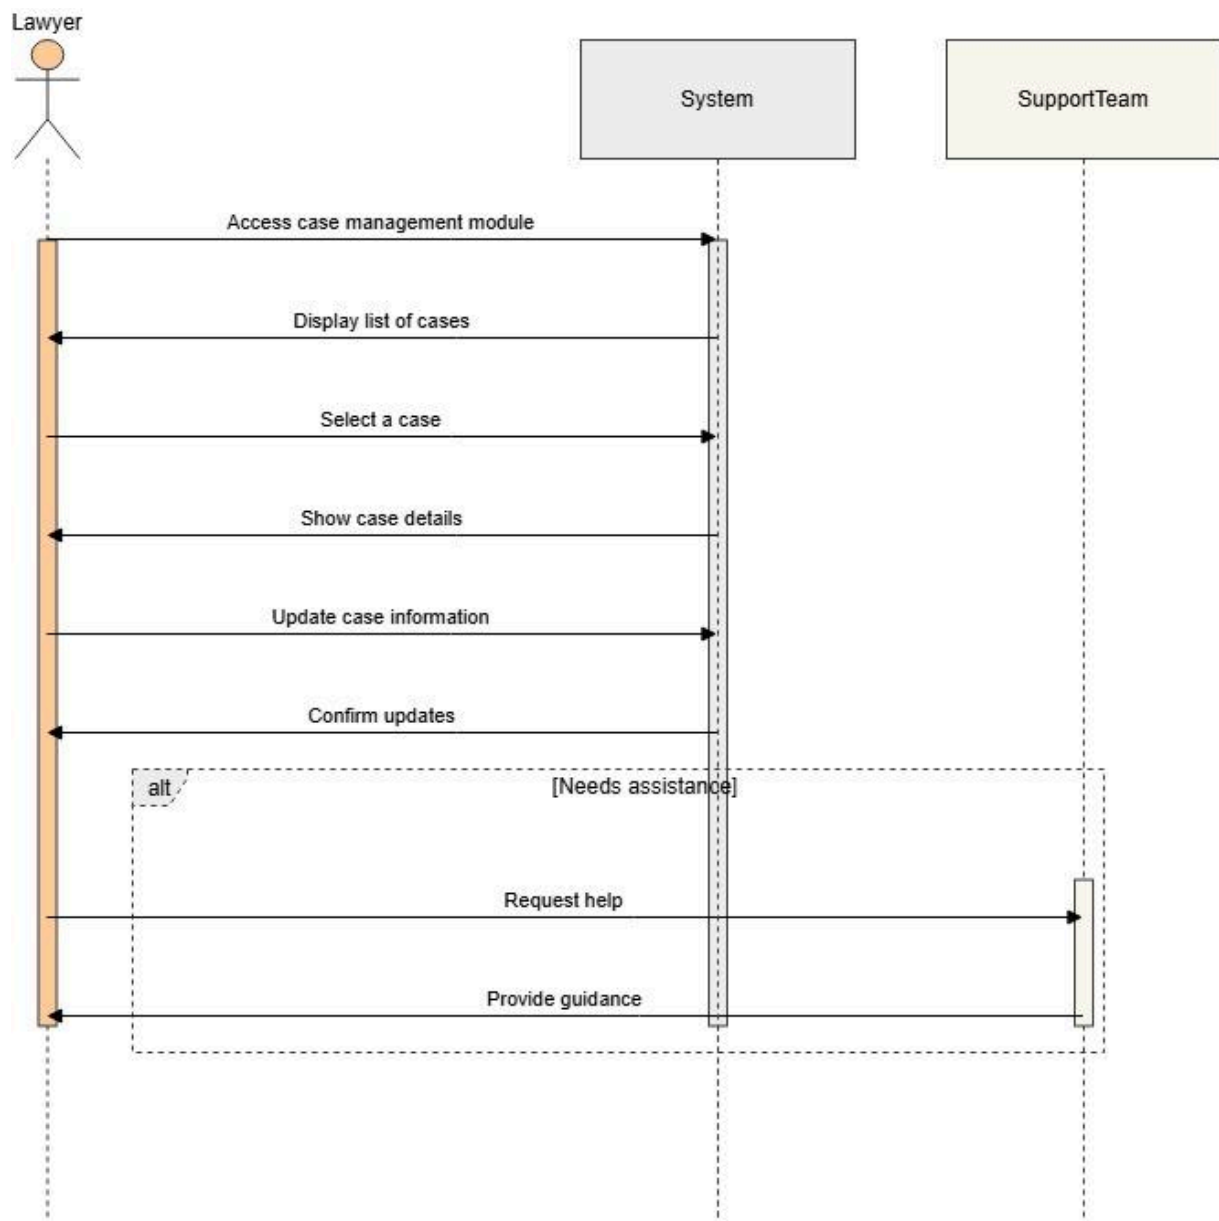 Lawyer
System
SupportTeam
Access case management module
Display list of cases
Select a case
Show case details
Update case information
Confirm updates
alt
[Needs assistance]
Request help
Provide guidance